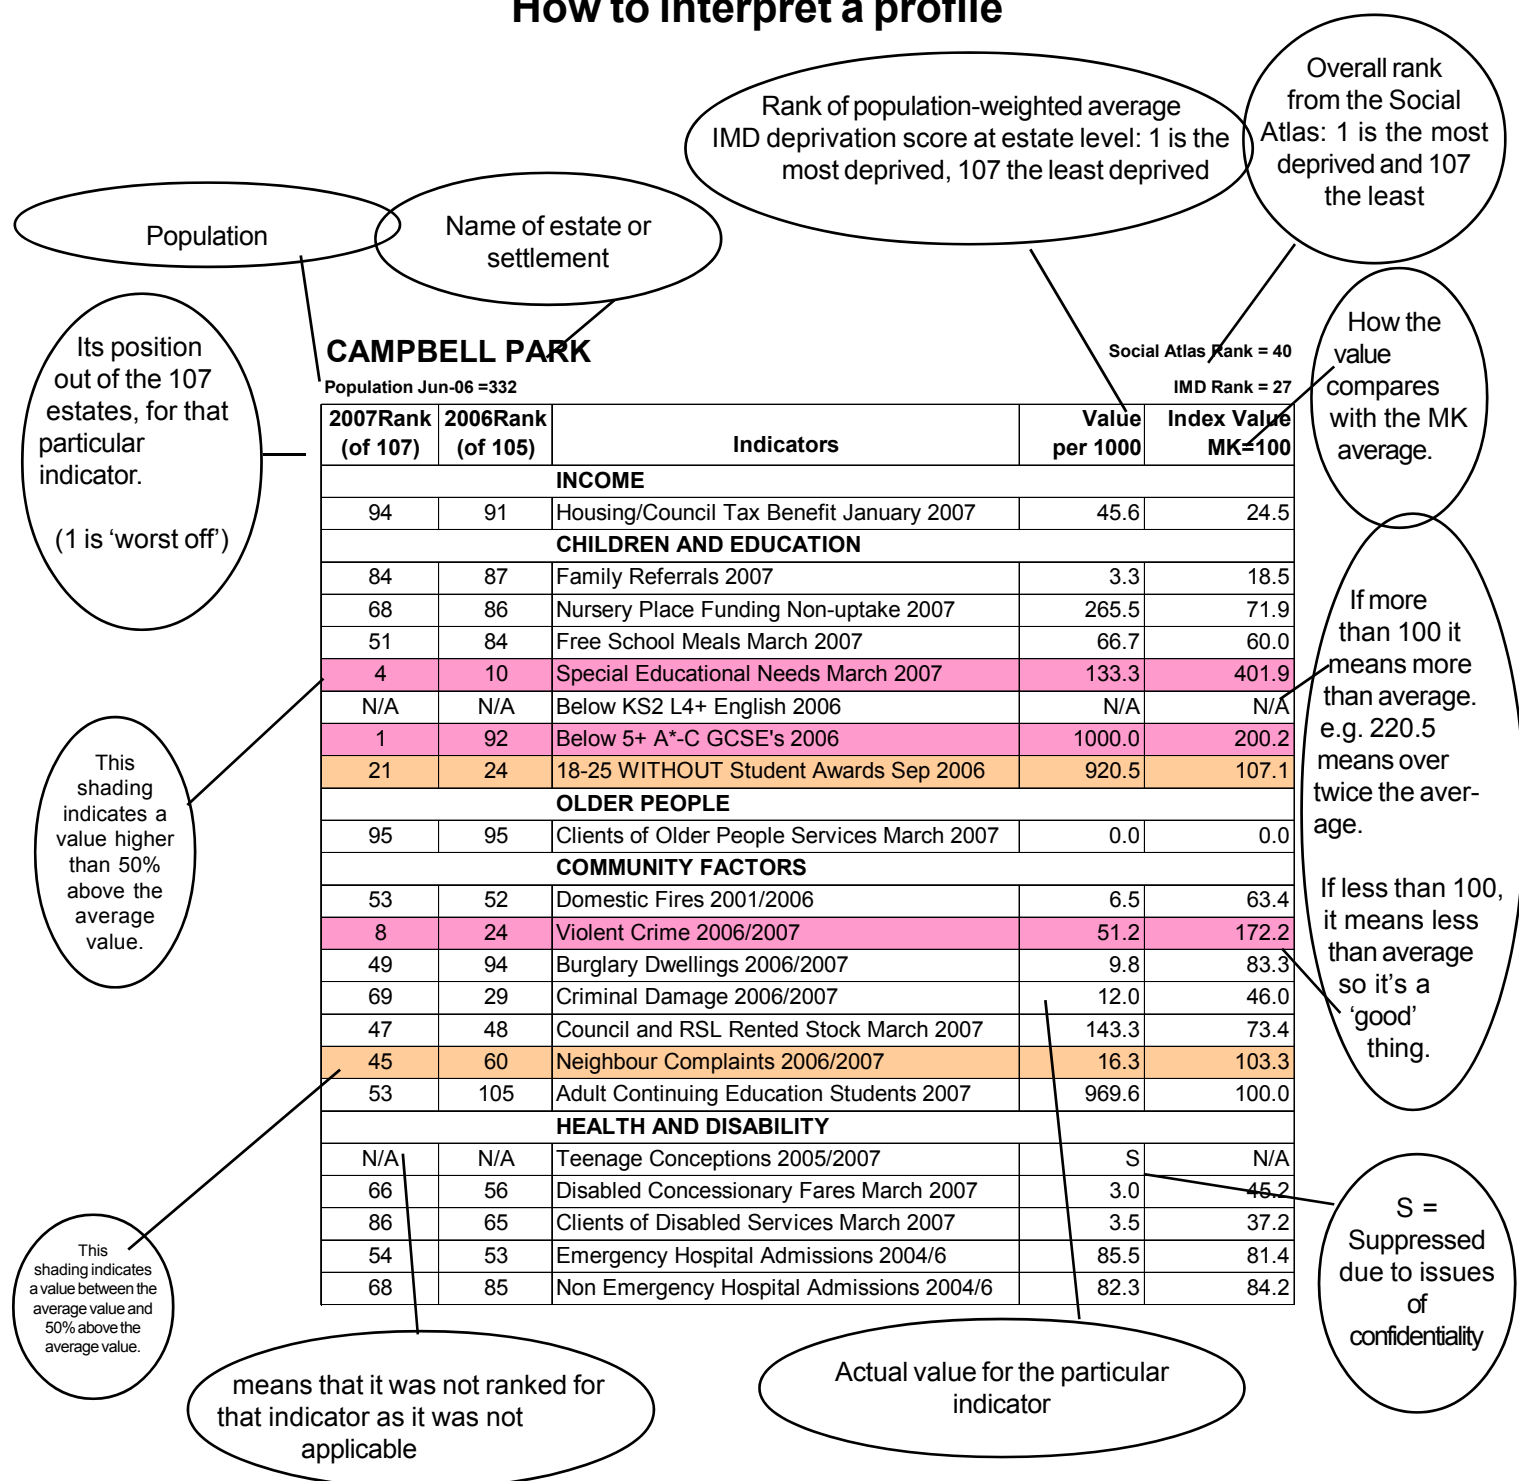 How to interpret a profile
Overall rank
from the Social
Atlas: 1 is the most
deprived and 107
the least
Rank of population-weighted average
IMD deprivation score at estate level: 1 is the
most deprived, 107 the least deprived
Population
Name of estate or
settlement
Its position
out of the 107
estates, for that
particular
indicator.
(1 is ‘worst off’)
How the
value
compares
with the MK
average.
CAMPBELL PARK
Social Atlas Rank = 40
Population Jun-06 =332
IMD Rank = 27
2007Rank (of 107) 2006Rank (of 105) Indicators Value per 1000 Index Value MK=100
INCOME
94 91 Housing/Council Tax Benefit January 2007 45.6 24.5
CHILDREN AND EDUCATION
84 87 Family Referrals 2007 3.3 18.5
68 86 Nursery Place Funding Non-uptake 2007 265.5 71.9
51 84 Free School Meals March 2007 66.7 60.0
4 10 Special Educational Needs March 2007 133.3 401.9
N/A N/A Below KS2 L4+ English 2006 N/A N/A
1 92 Below 5+ A*-C GCSE's 2006 1000.0 200.2
21 24 18-25 WITHOUT Student Awards Sep 2006 920.5 107.1
OLDER PEOPLE
95 95 Clients of Older People Services March 2007 0.0 0.0
COMMUNITY FACTORS
53 52 Domestic Fires 2001/2006 6.5 63.4
8 24 Violent Crime 2006/2007 51.2 172.2
49 94 Burglary Dwellings 2006/2007 9.8 83.3
69 29 Criminal Damage 2006/2007 12.0 46.0
47 48 Council and RSL Rented Stock March 2007 143.3 73.4
45 60 Neighbour Complaints 2006/2007 16.3 103.3
53 105 Adult Continuing Education Students 2007 969.6 100.0
HEALTH AND DISABILITY
N/A N/A Teenage Conceptions 2005/2007 S N/A
66 56 Disabled Concessionary Fares March 2007 3.0 45.2
86 65 Clients of Disabled Services March 2007 3.5 37.2
54 53 Emergency Hospital Admissions 2004/6 85.5 81.4
68 85 Non Emergency Hospital Admissions 2004/6 82.3 84.2
If more
than 100 it
means more
than average.
e.g. 220.5
means over
twice the aver-
age.
If less than 100,
it means less
than average
so it’s a
‘good’
thing.
This
shading
indicates a
value higher
than 50%
above the
average
value.
This
shading indicates
a value between the
average value and
50% above the
average value.
S =
Suppressed
due to issues
of
confidentiality
means that it was not ranked for
that indicator as it was not
applicable
Actual value for the particular
indicator